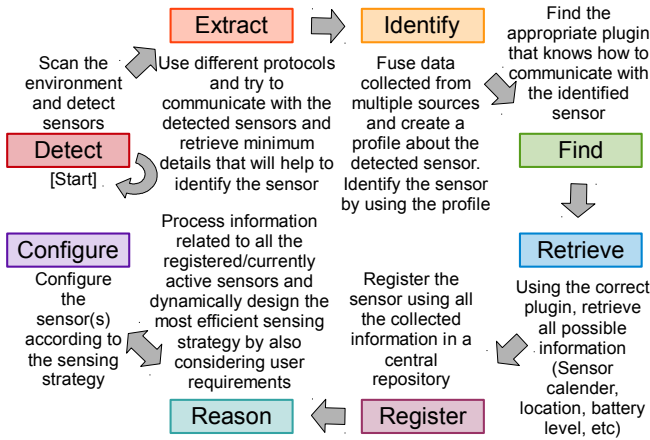 Extract
Identify
Find the
appropriate plugin
that knows how to
communicate with
the identified
sensor
Scan the
environment
and detect
sensors
Use different protocols
and try to
communicate with the
detected sensors and
retrieve minimum
details that will help to
identify the sensor
Fuse data
collected from
multiple sources
and create a
profile about the
detected sensor.
Identify the sensor
by using the profile
Detect
[Start]
Find
Configure
Configure
the
sensor(s)
according to
the sensing
strategy
Process information
related to all the
registered/currently
active sensors and
dynamically design the
most efficient sensing
strategy by also
considering user
requirements
Register the
sensor using all
the collected
information in a
central
repository
Retrieve
Using the correct
plugin, retrieve
all possible
information
(Sensor
calender,
location, battery
level, etc)
Reason
Register